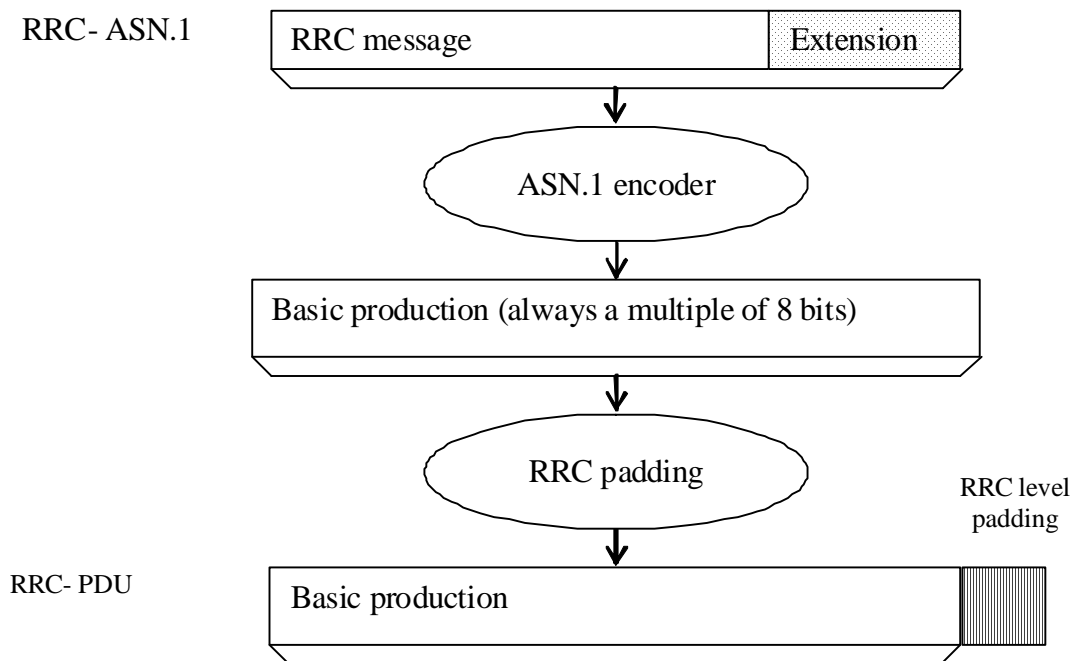 RRC- ASN.1
RRC message
Extension
ASN.1 encoder
Basic production (always a multiple of 8 bits)
RRC padding
RRC level
padding
RRC- PDU
Basic production